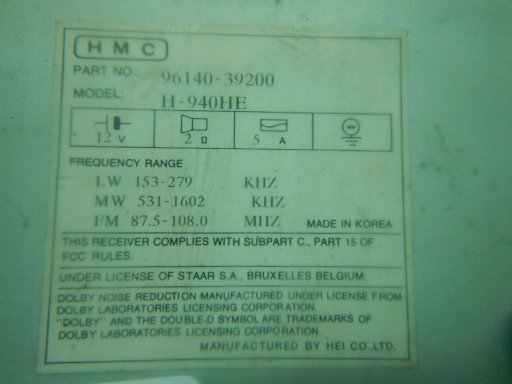 HMC
PART NO.: 96140-39200
MODEL: H-940HE
12 V 2 Ω 5 A
FREQUENCY RANGE
LW 153-279 KHZ
MW 531-1602 KHZ
FM 87.5-108.0 MHZ MADE IN KOREA
THIS RECEIVER COMPLIES WITH SUBPART C., PART 15 OF
FCC RULES.
UNDER LICENSE OF STAAR S.A., BRUXELLES BELGIUM:
DOLBY NOISE REDUCTION MANUFACTURED UNDER LICENSE FROM
DOLBY LABORATORIES LICENSING CORPORATION.
"DOLBY" AND THE DOUBLE-D SYMBOL ARE TRADEMARKS OF
DOLBY LABORATORIES LICENSING CORPORATION.
MANUFACTURED BY HEI CO.,LTD.